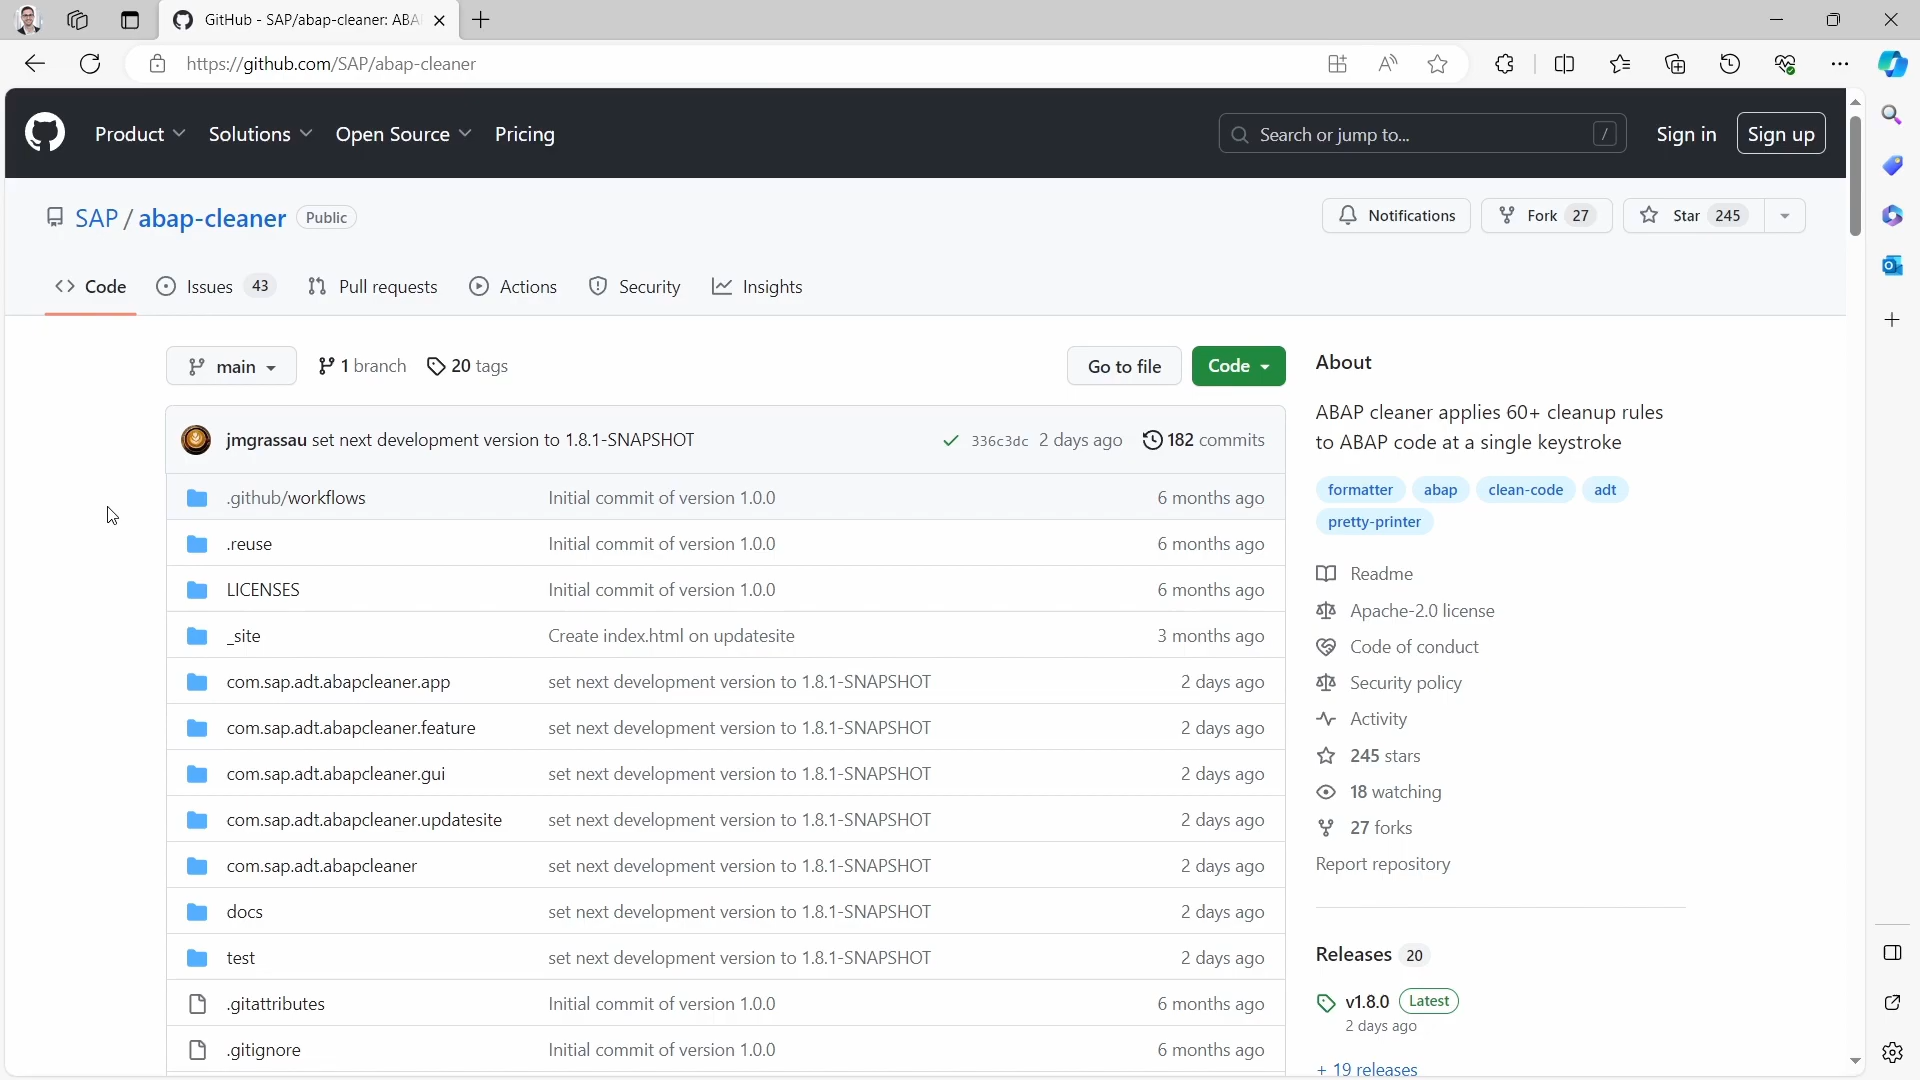 GitHub - SAP/abap-cleaner: ABA
https://github.com/SAP/abap-cleaner
Product Solutions Open Source Pricing Search or jump to... / Sign in Sign up
SAP / abap-cleaner Public Notifications Fork 27 Star 245
Code Issues 43 Pull requests Actions Security Insights
main 1 branch 20 tags Go to file Code
jmgrassau set next development version to 1.8.1-SNAPSHOT 336c3dc 2 days ago 182 commits
.github/workflows Initial commit of version 1.0.0 6 months ago
.reuse Initial commit of version 1.0.0 6 months ago
LICENSES Initial commit of version 1.0.0 6 months ago
_site Create index.html on updatesite 3 months ago
com.sap.adt.abapcleaner.app set next development version to 1.8.1-SNAPSHOT 2 days ago
com.sap.adt.abapcleaner.feature set next development version to 1.8.1-SNAPSHOT 2 days ago
com.sap.adt.abapcleaner.gui set next development version to 1.8.1-SNAPSHOT 2 days ago
com.sap.adt.abapcleaner.updatesite set next development version to 1.8.1-SNAPSHOT 2 days ago
com.sap.adt.abapcleaner set next development version to 1.8.1-SNAPSHOT 2 days ago
docs set next development version to 1.8.1-SNAPSHOT 2 days ago
test set next development version to 1.8.1-SNAPSHOT 2 days ago
.gitattributes Initial commit of version 1.0.0 6 months ago
.gitignore Initial commit of version 1.0.0 6 months ago
About
ABAP cleaner applies 60+ cleanup rules
to ABAP code at a single keystroke
formatter abap clean-code adt
pretty-printer
Readme
Apache-2.0 license
Code of conduct
Security policy
Activity
245 stars
18 watching
27 forks
Report repository
Releases 20
v1.8.0 Latest
2 days ago
+ 19 releases